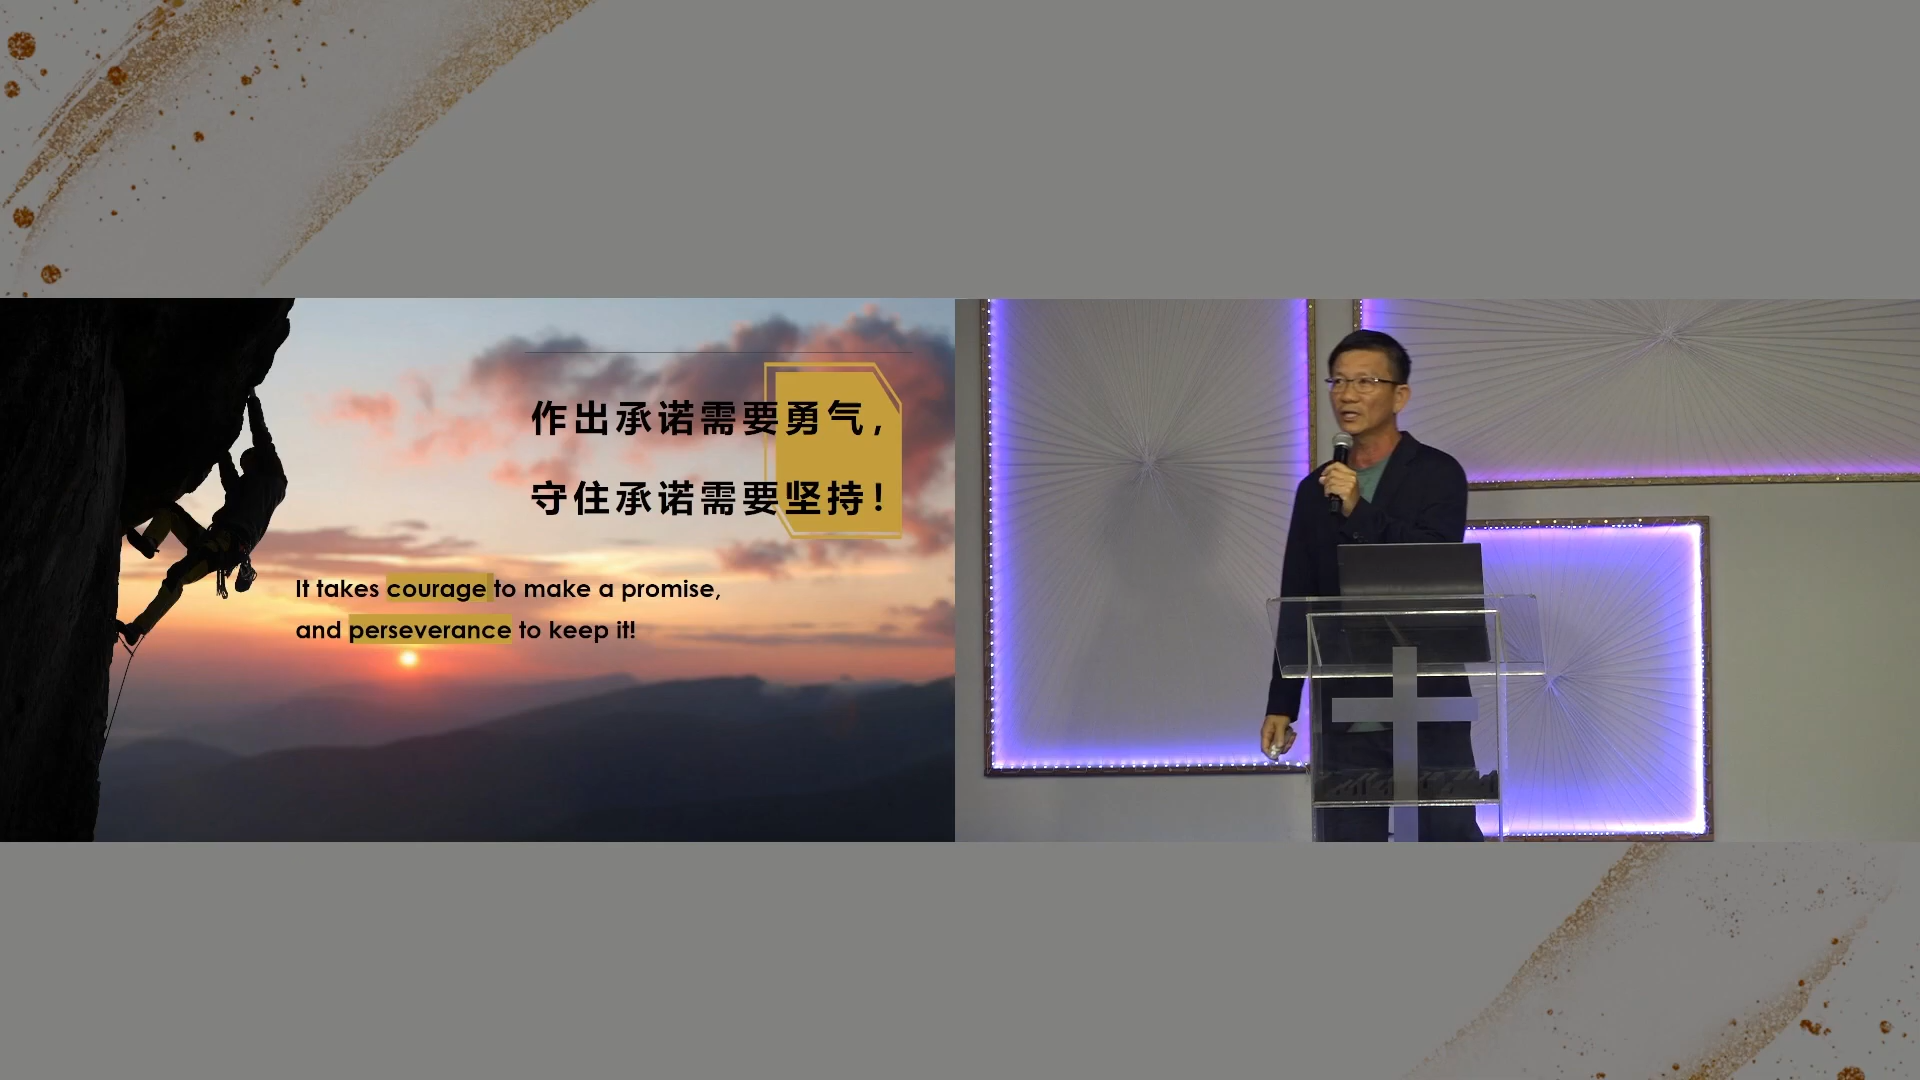 作出承诺需要勇气，
守住承诺需要坚持！
It takes courage to make a promise,
and perseverance to keep it!